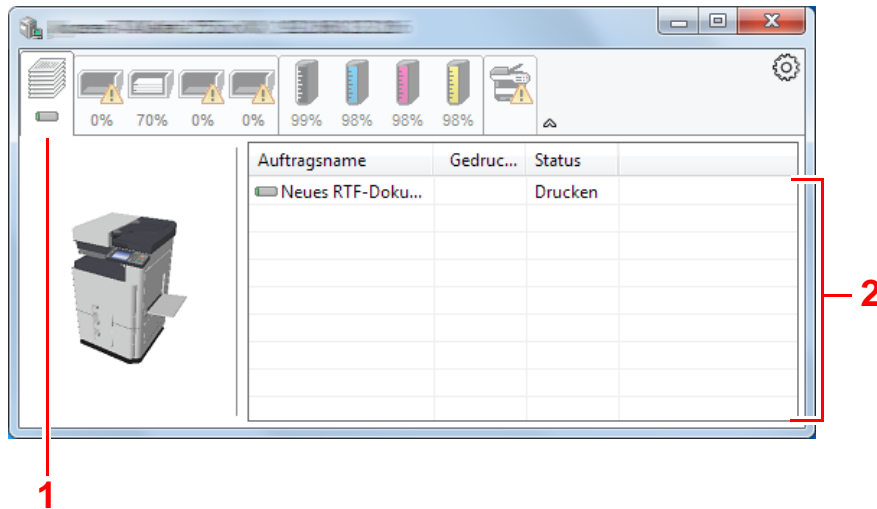 0% 70% 0% 0% 99% 98% 98% 98%
Auftragsname Gedruc... Status
Neues RTF-Doku... Drucken
2
1